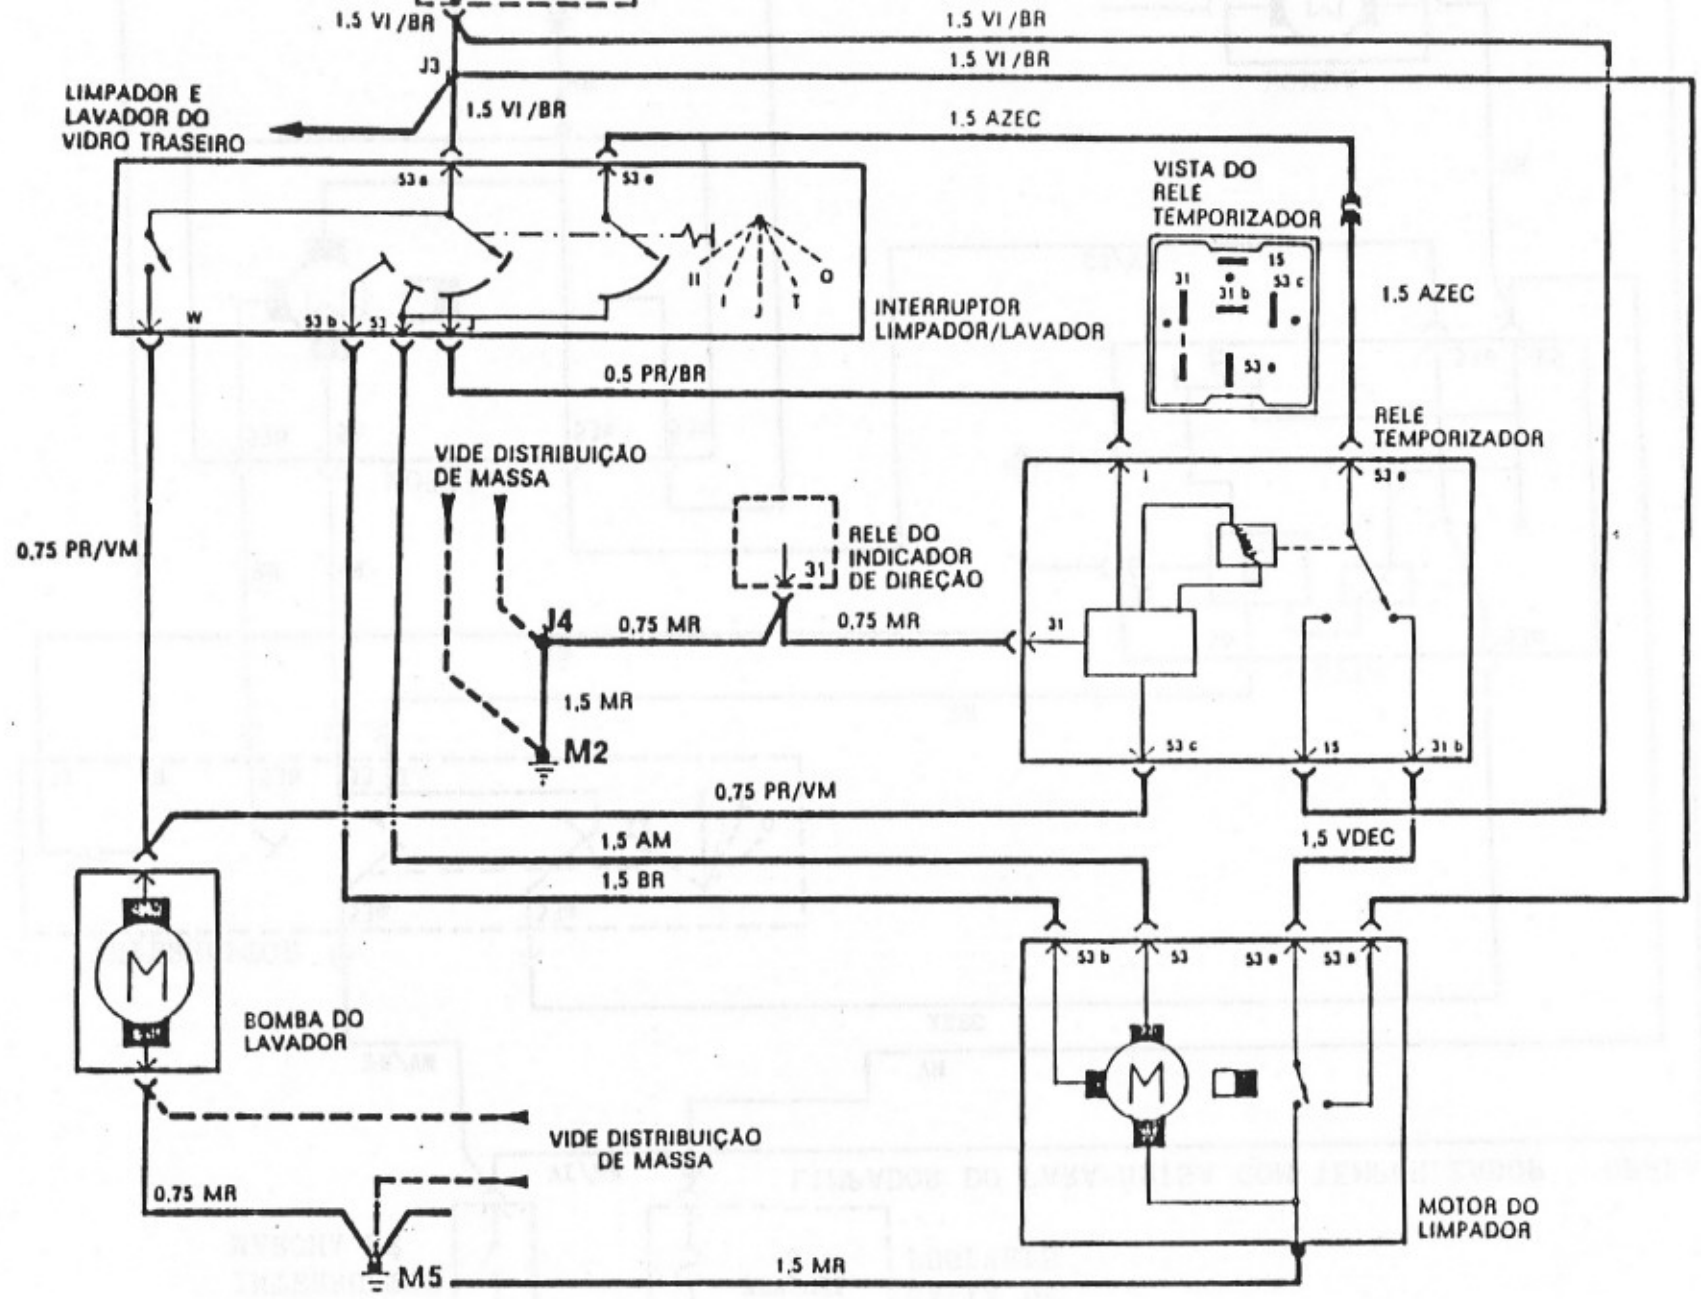 1.5 VI/BR
1.5 VI/BR
J3
1.5 VI/BR
LIMPADOR E
LAVADOR DO
VIDRO TRASEIRO
1.5 VI/BR
1.5 AZEC
53 a
53 e
VISTA DO
RELÉ
TEMPORIZADOR
15
31
53 c
31 b
53 e
II
I
J
T
O
W
53 b
53
J
INTERRUPTOR
LIMPADOR/LAVADOR
1,5 AZEC
0.5 PR/BR
RELÉ
TEMPORIZADOR
VIDE DISTRIBUIÇÃO
DE MASSA
I
53 e
RELÉ DO
INDICADOR
DE DIREÇÃO
31
0,75 PR/VM
J4
0,75 MR
0,75 MR
31
1,5 MR
M2
53 c
15
31 b
0,75 PR/VM
1,5 AM
1,5 VDEC
1,5 BR
53 b
53
53 e
53 a
M
BOMBA DO
LAVADOR
M
VIDE DISTRIBUIÇÃO
DE MASSA
0,75 MR
MOTOR DO
LIMPADOR
M5
1.5 MR